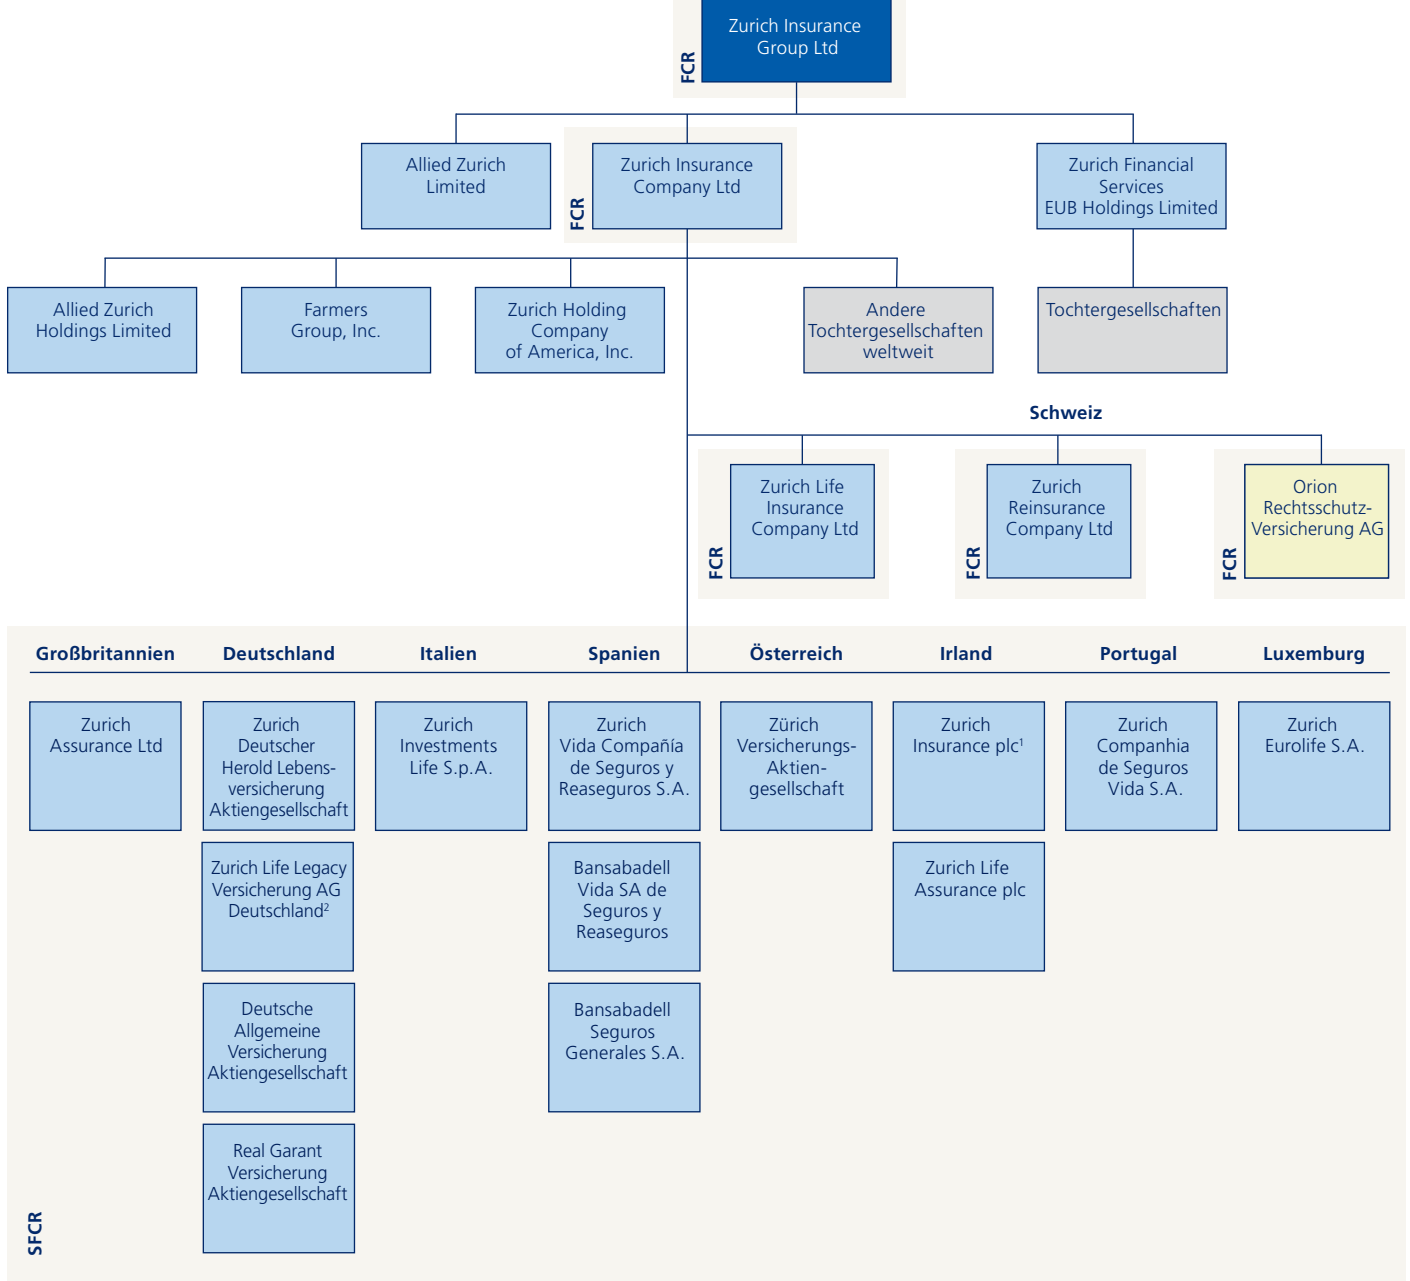 Zurich Insurance
Group Ltd
FCR
Allied Zurich
Limited
Zurich Insurance
Company Ltd
FCR
Zurich Financial
Services
EUB Holdings Limited
Allied Zurich
Holdings Limited
Farmers
Group, Inc.
Zurich Holding
Company
of America, Inc.
Andere
Tochtergesellschaften
weltweit
Tochtergesellschaften
Schweiz
Zurich Life
Insurance
Company Ltd
FCR
Zurich
Reinsurance
Company Ltd
FCR
Orion
Rechtsschutz-
Versicherung AG
FCR
Großbritannien
Deutschland
Italien
Spanien
Österreich
Irland
Portugal
Luxemburg
Zurich
Assurance Ltd
Zurich
Deutscher
Herold Lebens-
versicherung
Aktiengesellschaft
Zurich
Investments
Life S.p.A.
Zurich
Vida Compañía
de Seguros y
Reaseguros S.A.
Zürich
Versicherungs-
Aktien-
gesellschaft
Zurich
Insurance plc¹
Zurich
Companhia
de Seguros
Vida S.A.
Zurich
Eurolife S.A.
Zurich Life Legacy
Versicherung AG
Deutschland²
Bansabadell
Vida SA de
Seguros y
Reaseguros
Zurich Life
Assurance plc
Deutsche
Allgemeine
Versicherung
Aktiengesellschaft
Bansabadell
Seguros
Generales S.A.
Real Garant
Versicherung
Aktiengesellschaft
SFCR